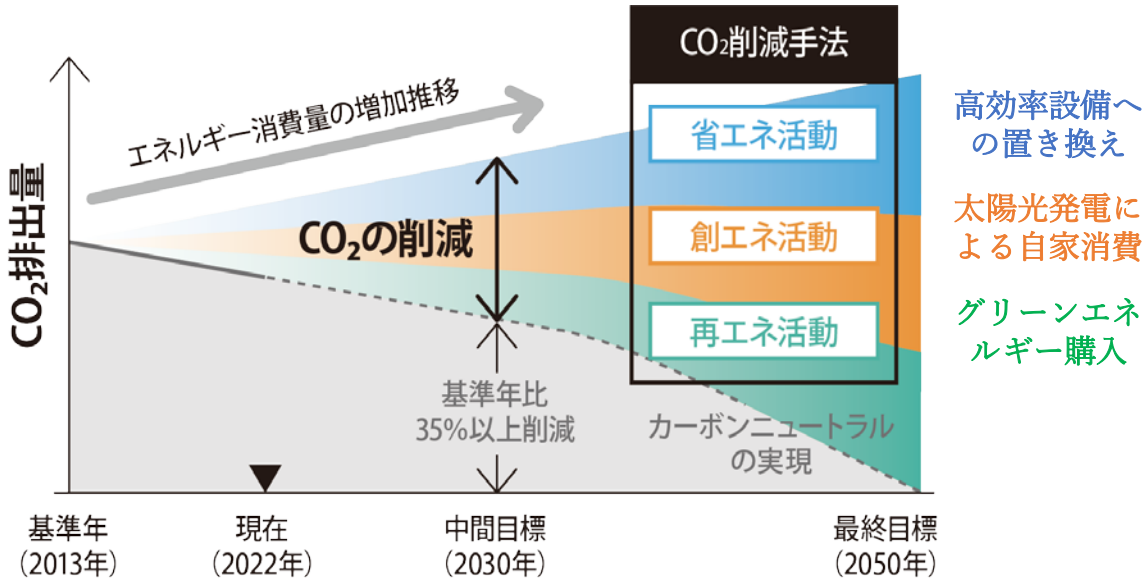 CO₂削減手法
エネルギー消費量の増加推移
CO₂排出量
省エネ活動
創エネ活動
再エネ活動
高効率設備へ
の置き換え
太陽光発電に
よる自家消費
グリーンエネ
ルギー購入
CO₂の削減
基準年比
35%以上削減
カーボンニュートラル
の実現
基準年
(2013年)
現在
(2022年)
中間目標
(2030年)
最終目標
(2050年)